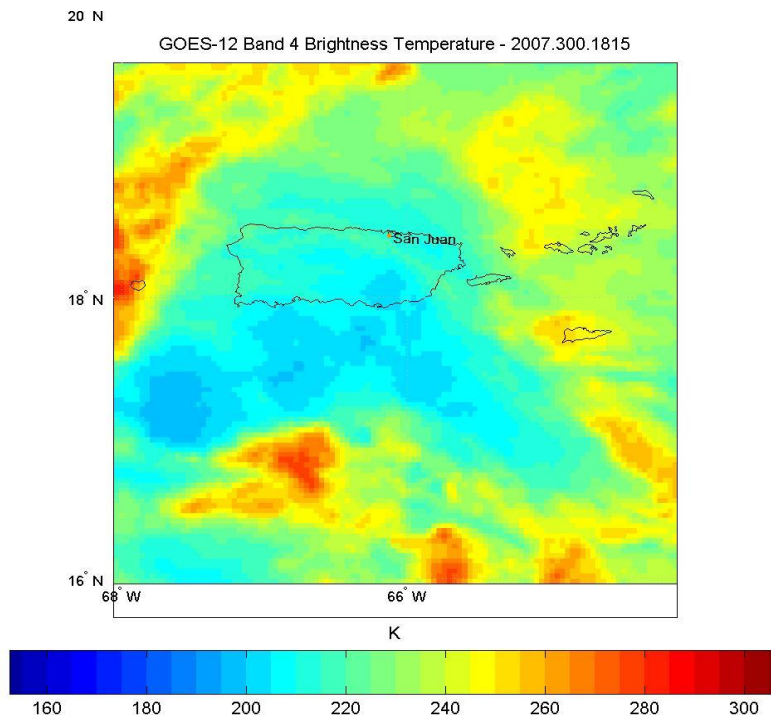 20° N
GOES-12 Band 4 Brightness Temperature - 2007.300.1815
San Juan
18° N
16° N
68° W 66° W
K
160 180 200 220 240 260 280 300